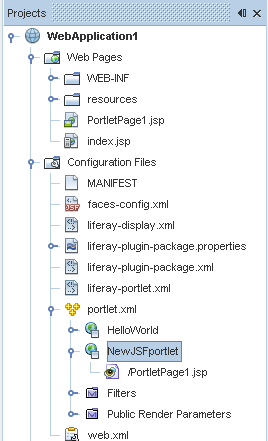 Projects
WebApplication1
Web Pages
WEB-INF
resources
PortletPage1.jsp
index.jsp
Configuration Files
MANIFEST
faces-config.xml
liferay-display.xml
liferay-plugin-package.properties
liferay-plugin-package.xml
liferay-portlet.xml
portlet.xml
HelloWorld
NewJSFportlet
/PortletPage1.jsp
Filters
Public Render Parameters
web.xml